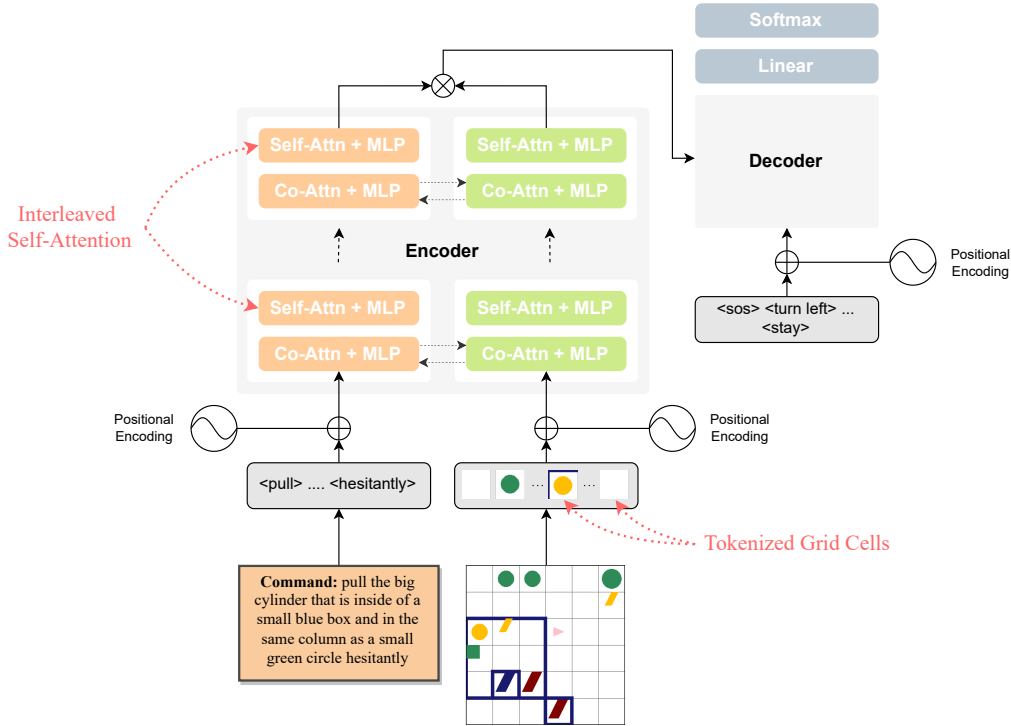 Softmax
Linear
Decoder
Self-Attn + MLP
Self-Attn + MLP
Co-Attn + MLP
Co-Attn + MLP
Interleaved
Self-Attention
Encoder
Self-Attn + MLP
Self-Attn + MLP
Co-Attn + MLP
Co-Attn + MLP
Positional
Encoding
<sos> <turn left> ...
<stay>
Positional
Encoding
Positional
Encoding
<pull> .... <hesitantly>
... ...
Tokenized Grid Cells
Command: pull the big
cylinder that is inside of a
small blue box and in the
same column as a small
green circle hesitantly